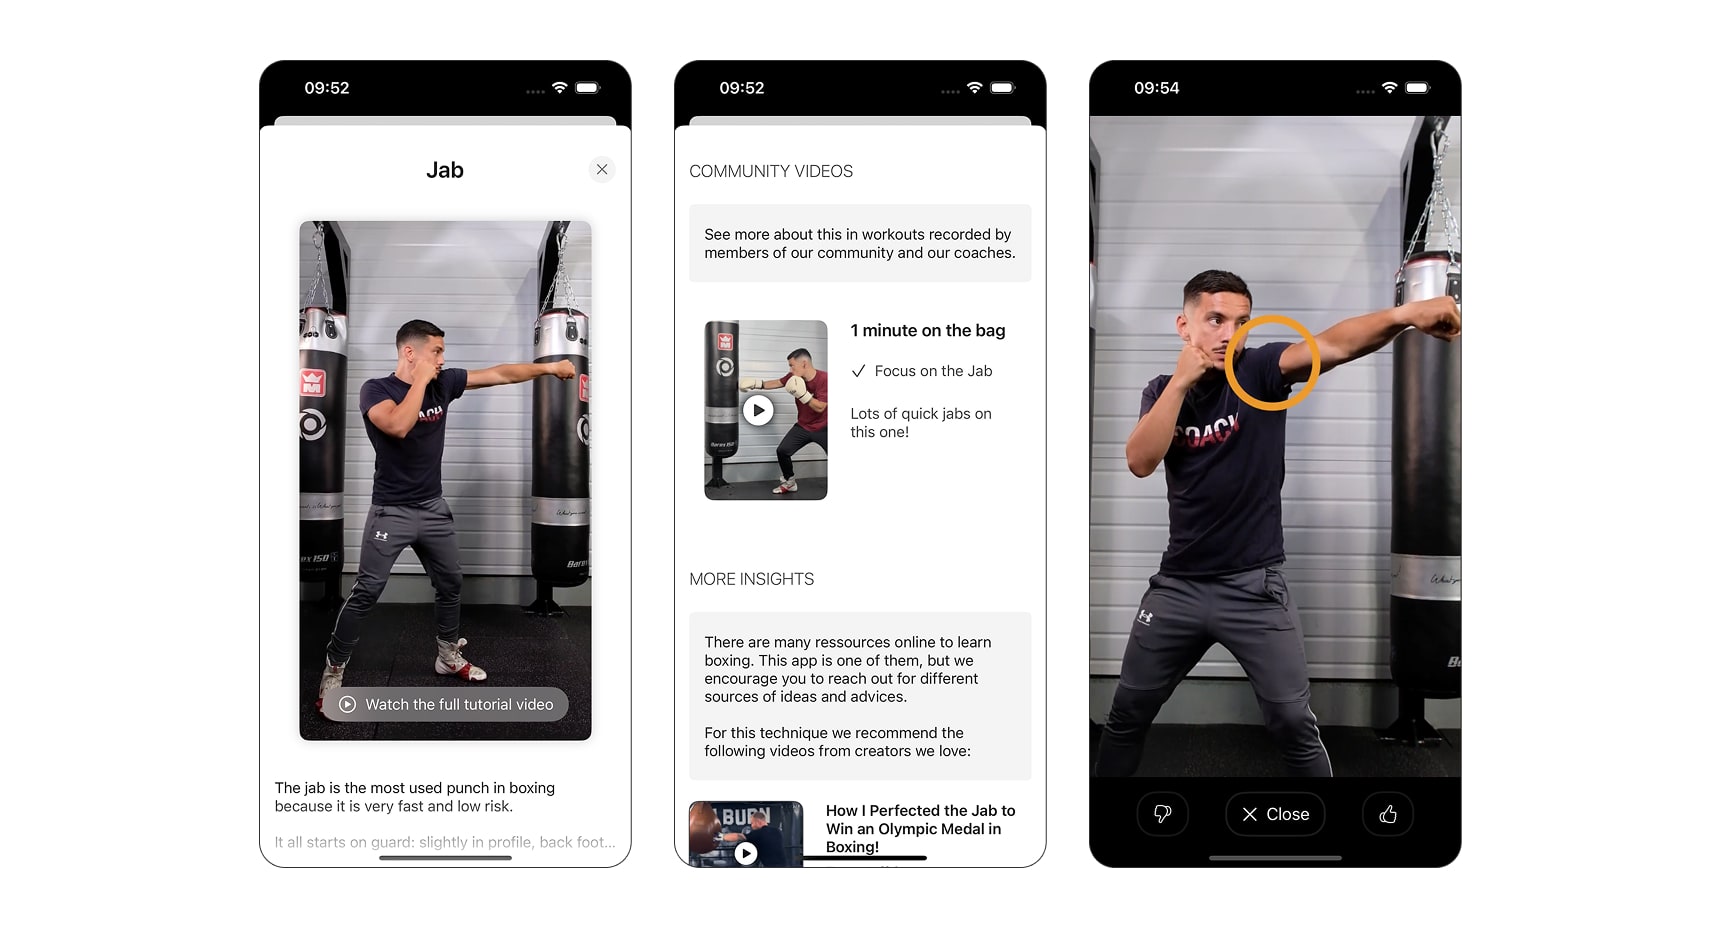 09:52
Jab
COACH
Watch the full tutorial video
The jab is the most used punch in boxing
because it is very fast and low risk.
It all starts on guard: slightly in profile, back foot...
09:52
COMMUNITY VIDEOS
See more about this in workouts recorded by
members of our community and our coaches.
1 minute on the bag
Focus on the Jab
Lots of quick jabs on
this one!
MORE INSIGHTS
There are many ressources online to learn
boxing. This app is one of them, but we
encourage you to reach out for different
sources of ideas and advices.
For this technique we recommend the
following videos from creators we love:
How I Perfected the Jab to
Win an Olympic Medal in
Boxing!
09:54
COACH
Close